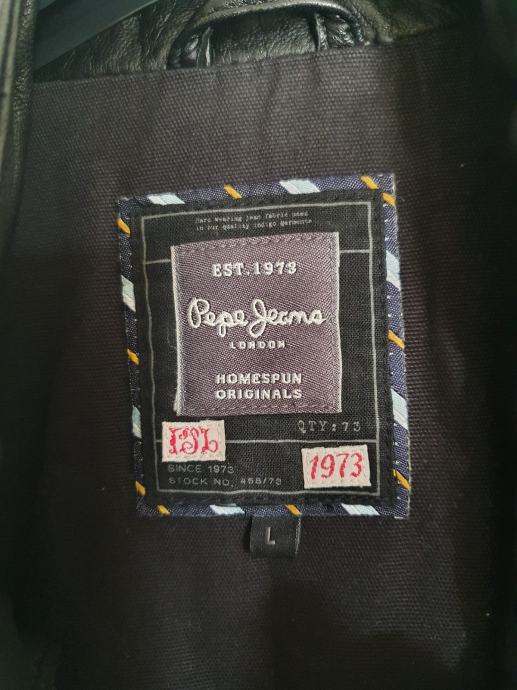 Hard Wearing jean fabric used
in our quality indigo garments
EST.1973
Pepe Jeans
LONDON
HOMESPUN
ORIGINALS
QTY:73
PJL
1973
SINCE 1973
STOCK NO, 458/73
L